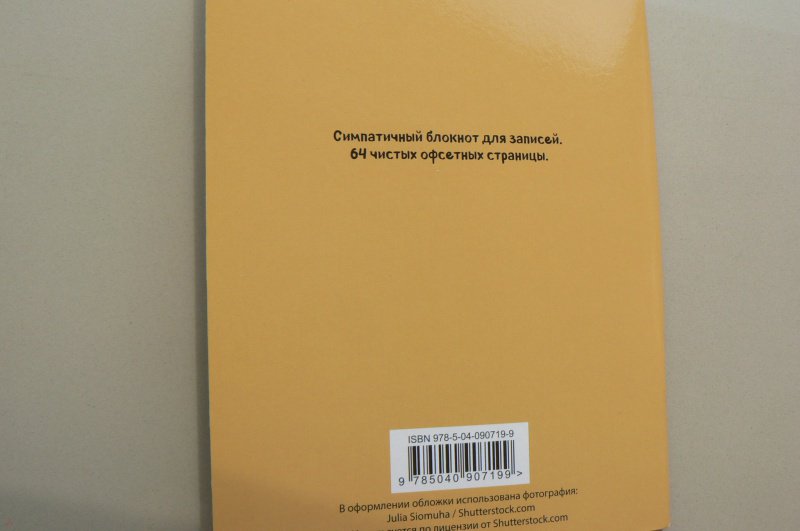 Симпатичный блокнот для записей.
64 чистых офсетных страницы.
ISBN 978-5-04-090719-9
9 785040 907199 >
В оформлении обложки использована фотография:
Julia Siomuha / Shutterstock.com
по лицензии от Shutterstock.com